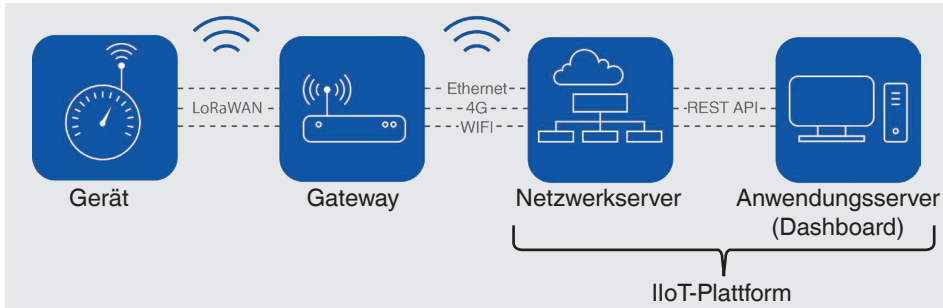 Ethernet
LoRaWAN
4G
REST API
WIFI
Gerät
Gateway
Netzwerkserver
Anwendungsserver
(Dashboard)
IIoT-Plattform